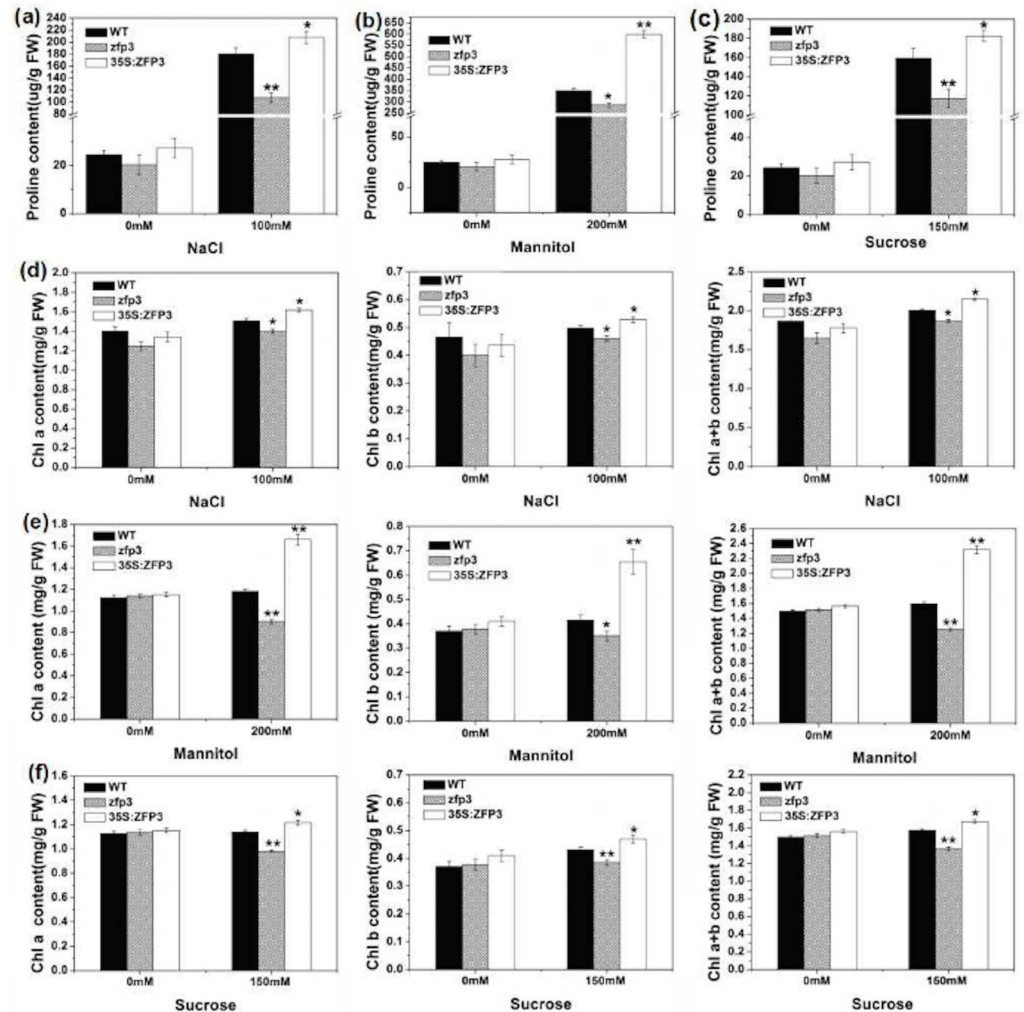 (a)
Proline content(ug/g FW)
240
220
200
180
160
140
120
100
80
20
0
WT
zfp3
35S:ZFP3
**
*
0mM
100mM
NaCl
(b)
Proline content(ug/g FW)
650
600
550
500
450
400
350
300
250
50
0
WT
zfp3
35S:ZFP3
*
**
0mM
200mM
Mannitol
(c)
Proline content(ug/g FW)
200
180
160
140
120
100
40
20
0
WT
zfp3
35S:ZFP3
**
*
0mM
150mM
Sucrose
(d)
Chl a content(mg/g FW)
2.0
1.8
1.6
1.4
1.2
1.0
0.8
0.6
0.4
0.2
0.0
WT
zfp3
35S:ZFP3
*
*
0mM
100mM
NaCl
Chl b content(mg/g FW)
0.7
0.6
0.5
0.4
0.3
0.2
0.1
0.0
WT
zfp3
35S:ZFP3
*
*
0mM
100mM
NaCl
Chl a+b content(mg/g FW)
2.5
2.0
1.5
1.0
0.5
0.0
WT
zfp3
35S:ZFP3
*
*
0mM
100mM
NaCl
(e)
Chl a content (mg/g FW)
1.8
1.6
1.4
1.2
1.0
0.8
0.6
0.4
0.2
0.0
WT
zfp3
35S:ZFP3
**
**
0mM
200mM
Mannitol
Chl b content (mg/g FW)
0.8
0.7
0.6
0.5
0.4
0.3
0.2
0.1
0.0
WT
zfp3
35S:ZFP3
*
**
0mM
200mM
Mannitol
Chl a+b content (mg/g FW)
2.6
2.4
2.2
2.0
1.8
1.6
1.4
1.2
1.0
0.8
0.6
0.4
0.2
0.0
WT
zfp3
35S:ZFP3
**
**
0mM
200mM
Mannitol
(f)
Chl a content(mg/g FW)
1.6
1.4
1.2
1.0
0.8
0.6
0.4
0.2
0.0
WT
zfp3
35S:ZFP3
**
*
0mM
150mM
Sucrose
Chl b content(mg/g FW)
0.7
0.6
0.5
0.4
0.3
0.2
0.1
0.0
WT
zfp3
35S:ZFP3
**
*
0mM
150mM
Sucrose
Chl a+b content (mg/g FW)
2.2
2.0
1.8
1.6
1.4
1.2
1.0
0.8
0.6
0.4
0.2
0.0
WT
zfp3
35S:ZFP3
**
*
0mM
150mM
Sucrose